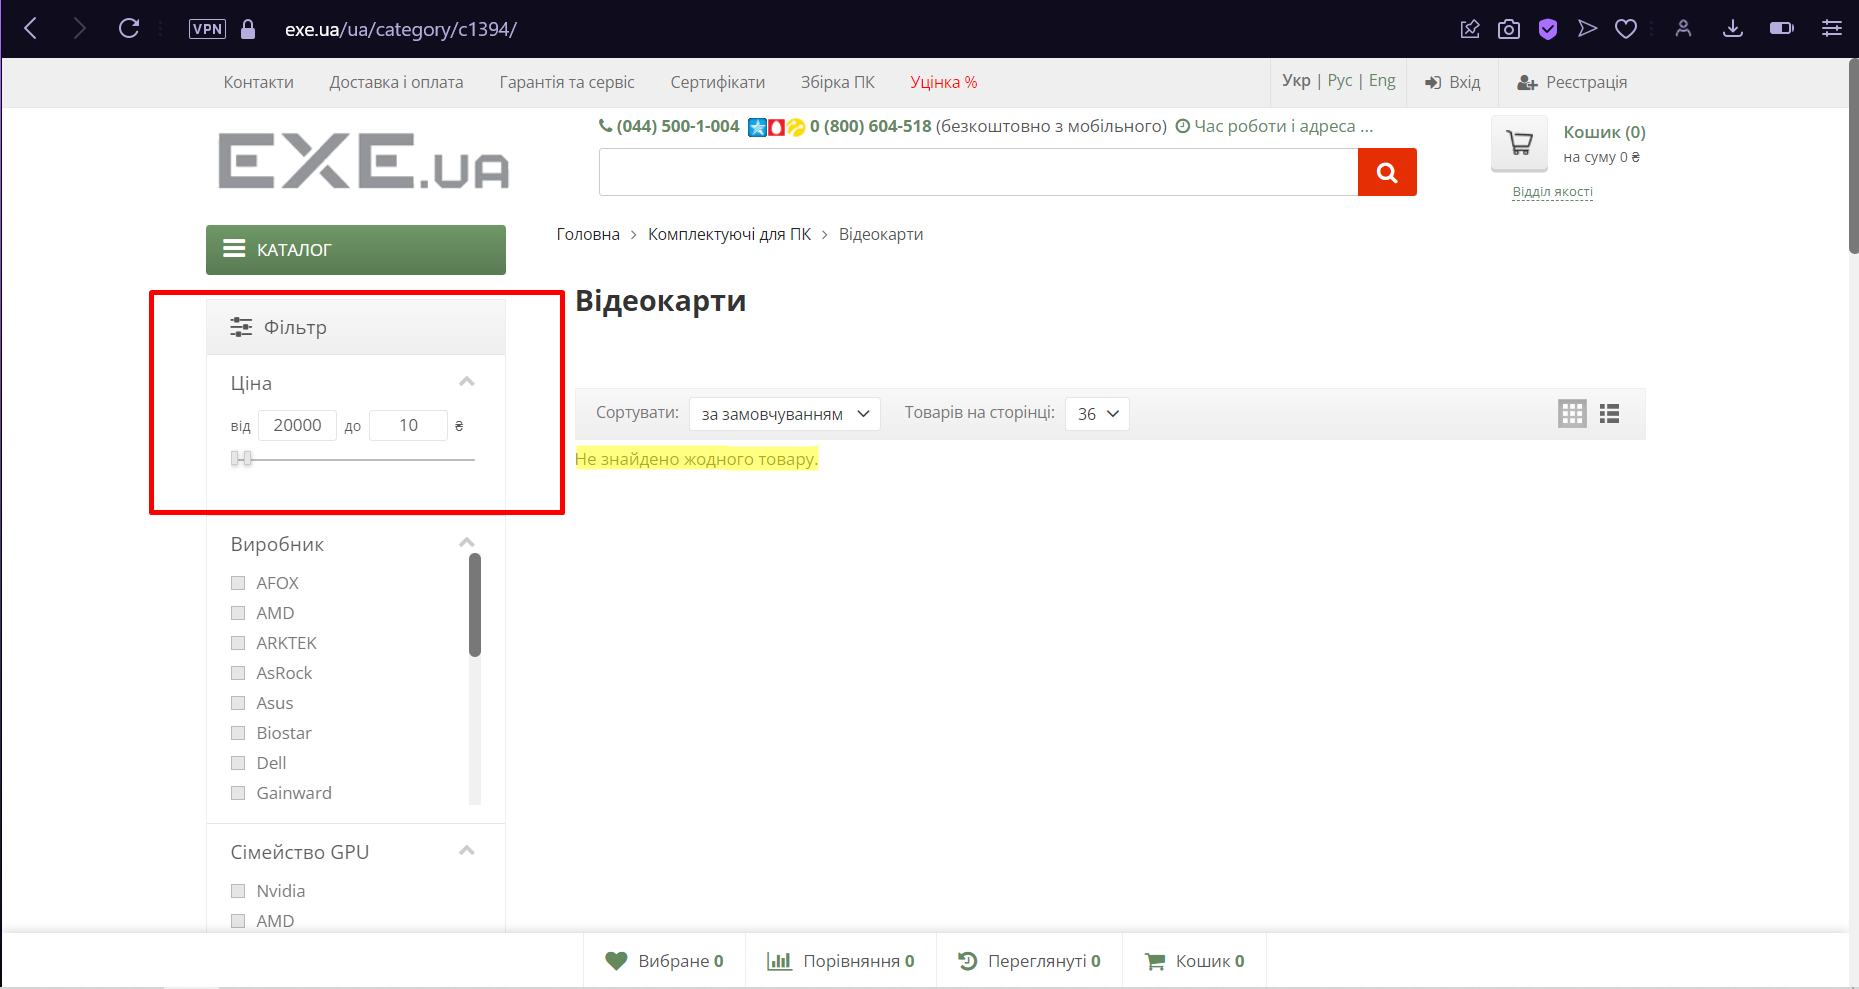 VPN exe.ua/ua/category/c1394/
Контакти Доставка і оплата Гарантія та сервіс Сертифікати Збірка ПК Уцінка % Укр | Рус | Eng Вхід Реєстрація
(044) 500-1-004 0 (800) 604-518 (безкоштовно з мобільного) Час роботи і адреса ...
EXE.UA
Кошик (0)
на суму 0 ₴
Відділ якості
КАТАЛОГ
Головна > Комплектуючі для ПК > Відеокарти
Відеокарти
Фільтр
Ціна
від 20000 до 10 ₴
Сортувати: за замовчуванням Товарів на сторінці: 36
Не знайдено жодного товару.
Виробник
AFOX
AMD
ARKTEK
AsRock
Asus
Biostar
Dell
Gainward
Сімейство GPU
Nvidia
AMD
Вибране 0 Порівняння 0 Переглянуті 0 Кошик 0